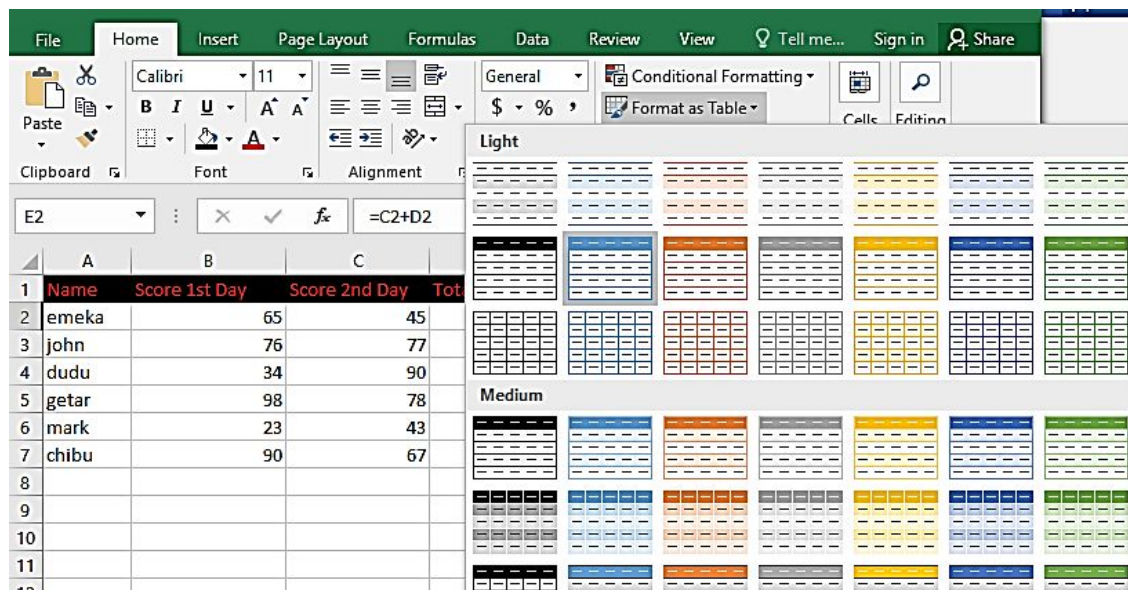 File Home Insert Page Layout Formulas Data Review View Tell me... Sign in Share
Calibri 11 General Conditional Formatting
B I U A A $ % , Format as Table
Paste A Cells Editing
Clipboard Font Alignment
Light
E2 fx =C2+D2
A B C
1 Name Score 1st Day Score 2nd Day
2 emeka 65 45
3 john 76 77
4 dudu 34 90
5 getar 98 78
Medium
6 mark 23 43
7 chibu 90 67
8
9
10
11